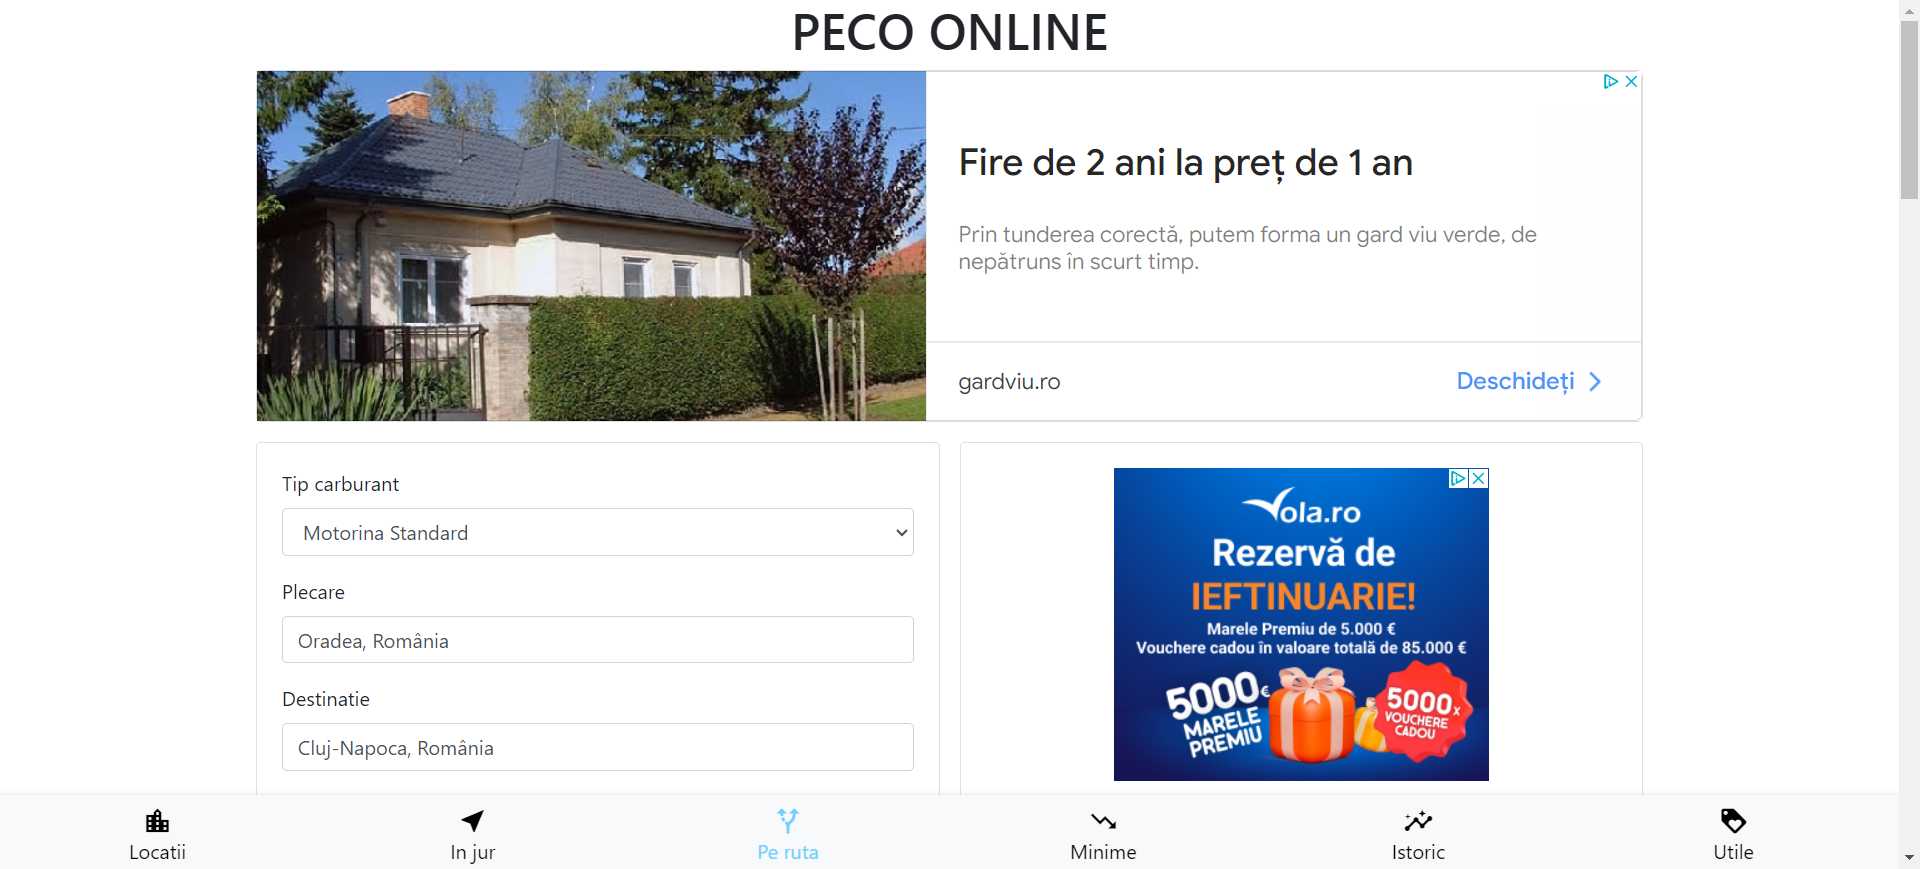 PECO ONLINE
Fire de 2 ani la preț de 1 an
Prin tunderea corectă, putem forma un gard viu verde, de
nepătruns în scurt timp.
gardviu.ro
Deschideți
Tip carburant
Motorina Standard
Plecare
Oradea, România
Destinatie
Cluj-Napoca, România
Vola.ro
Rezervă de
IEFTINUARIE!
Marele Premiu de 5.000 €
Vouchere cadou în valoare totală de 85.000 €
5000€
MARELE
PREMIU
5000x
VOUCHERE
CADOU
Locatii
In jur
Pe ruta
Minime
Istoric
Utile